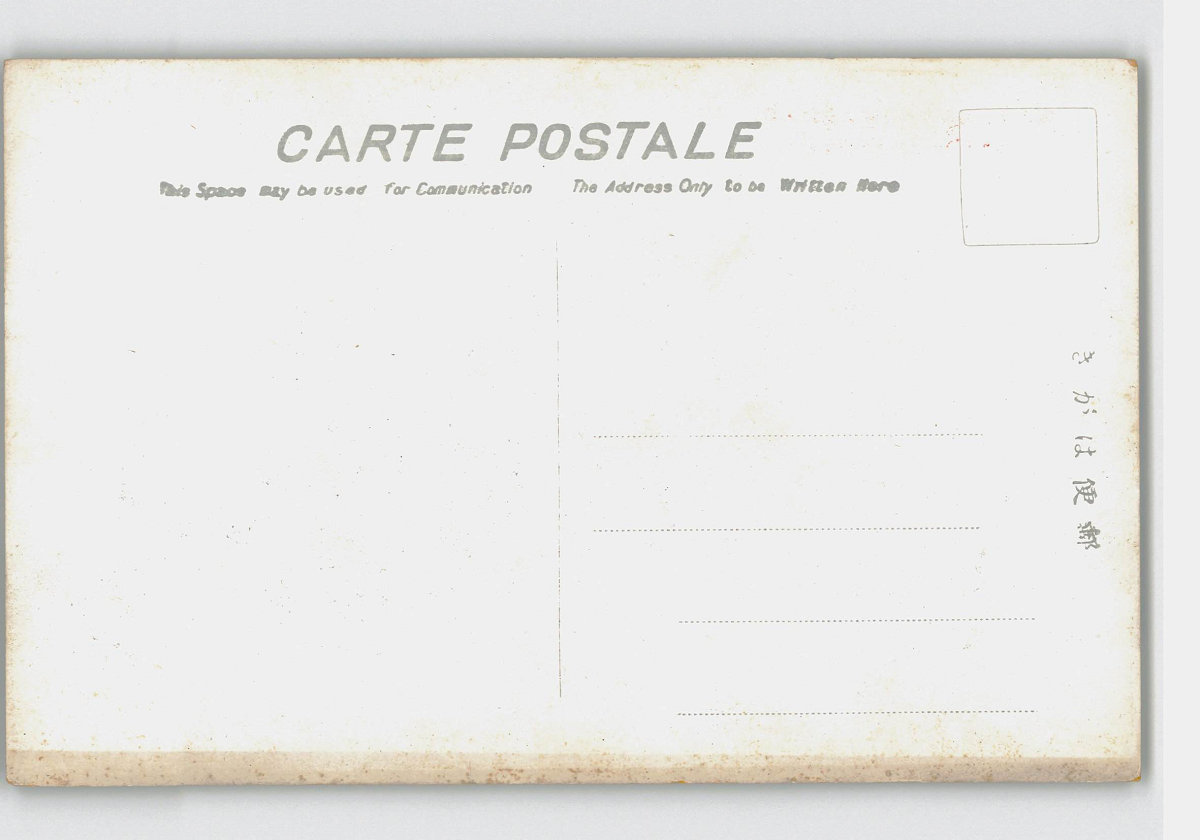 CARTE POSTALE
This Space may be used for Communication
The Address Only to be Written Here
きがは便郵